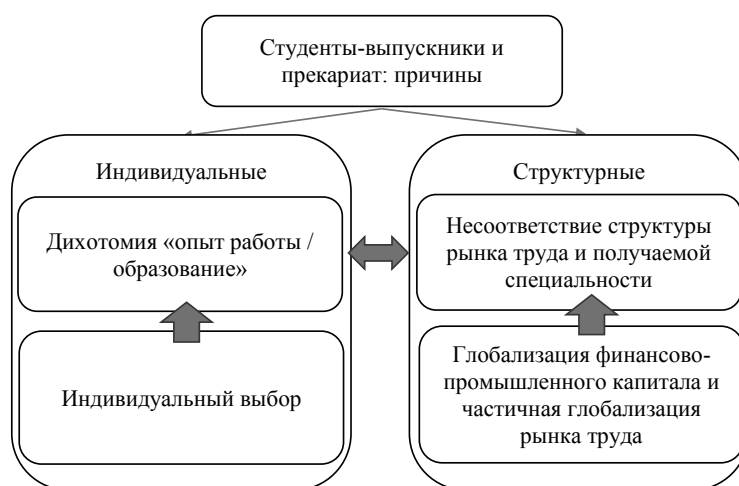 Студенты-выпускники и
прекариат: причины
Индивидуальные
Дихотомия «опыт работы /
образование»
Индивидуальный выбор
Структурные
Несоответствие структуры
рынка труда и получаемой
специальности
Глобализация финансово-
промышленного капитала и
частичная глобализация
рынка труда